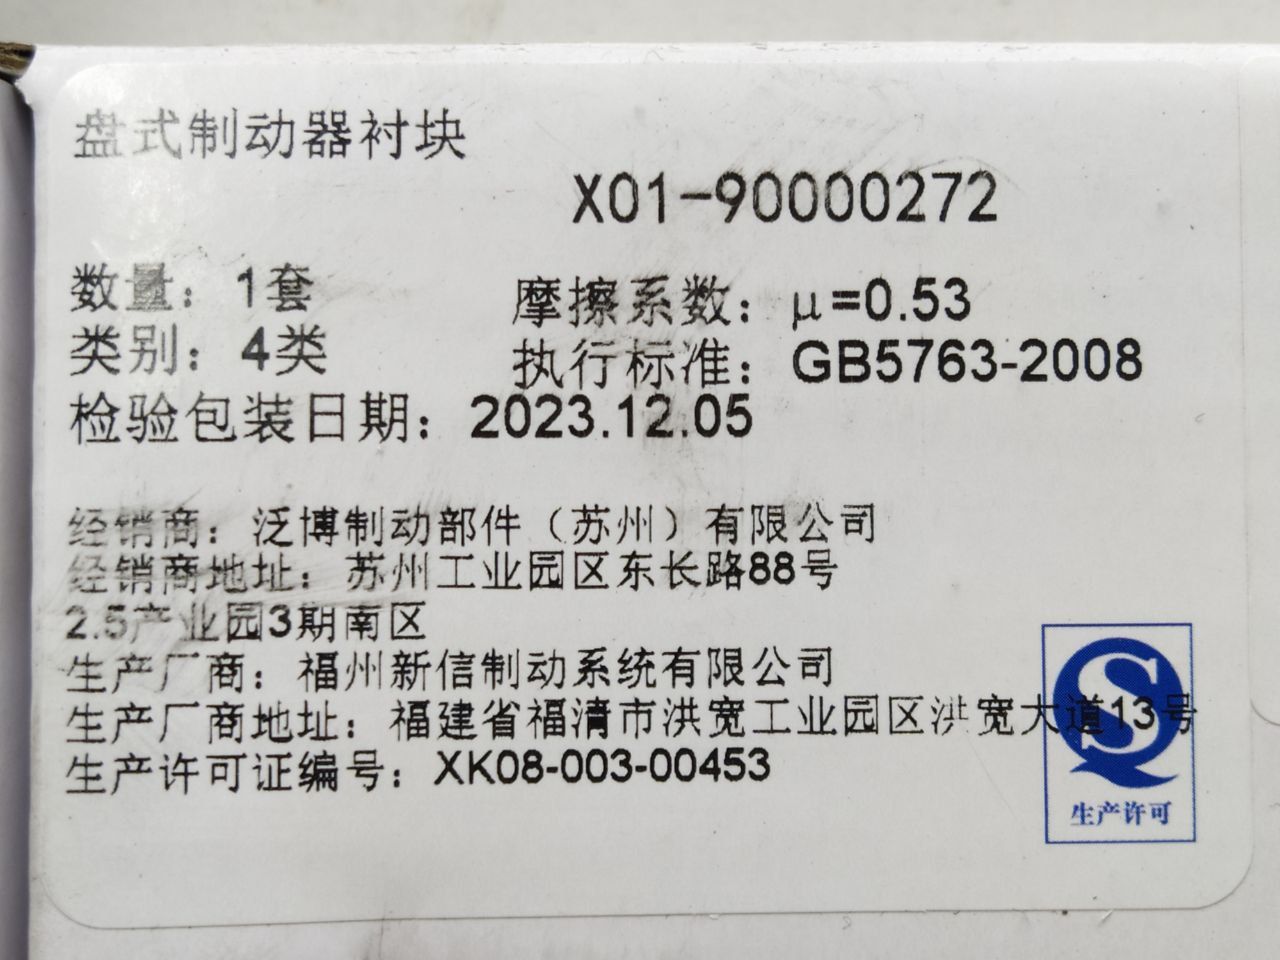 盘式制动器衬块
X01-90000272
数量：1套 摩擦系数：μ=0.53
类别：4类 执行标准：GB5763-2008
检验包装日期：2023.12.05
经销商：泛博制动部件（苏州）有限公司
经销商地址：苏州工业园区东长路88号
2.5产业园3期南区
生产厂商：福州新信制动系统有限公司
生产厂商地址：福建省福清市洪宽工业园区洪宽大道13号
生产许可证编号：XK08-003-00453
生产许可